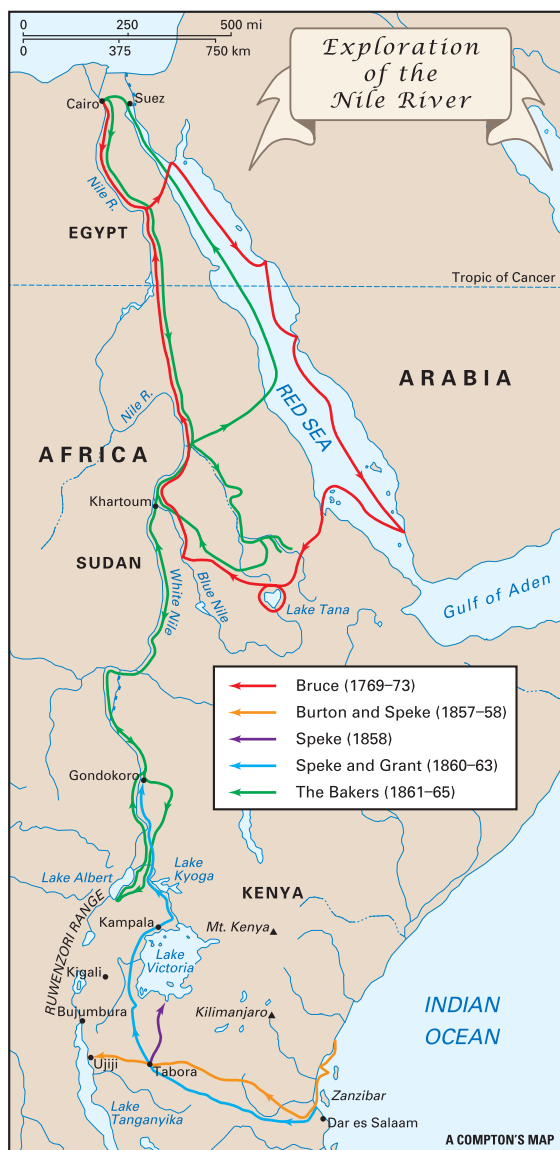 0 250 500 mi
0 375 750 km
Exploration
of the
Nile River
Cairo
Suez
Nile R.
EGYPT
Tropic of Cancer
ARABIA
RED SEA
Nile R.
AFRICA
Khartoum
SUDAN
White Nile
Blue Nile
Lake Tana
Gulf of Aden
Bruce (1769–73)
Burton and Speke (1857–58)
Speke (1858)
Speke and Grant (1860–63)
The Bakers (1861–65)
Gondokoro
Lake Albert
Lake
Kyoga
KENYA
RUWENZORI RANGE
Kampala
Mt. Kenya
Lake
Victoria
Kigali
Bujumbura
Kilimanjaro
INDIAN
OCEAN
Ujiji
Tabora
Zanzibar
Lake
Tanganyika
Dar es Salaam
A COMPTON'S MAP